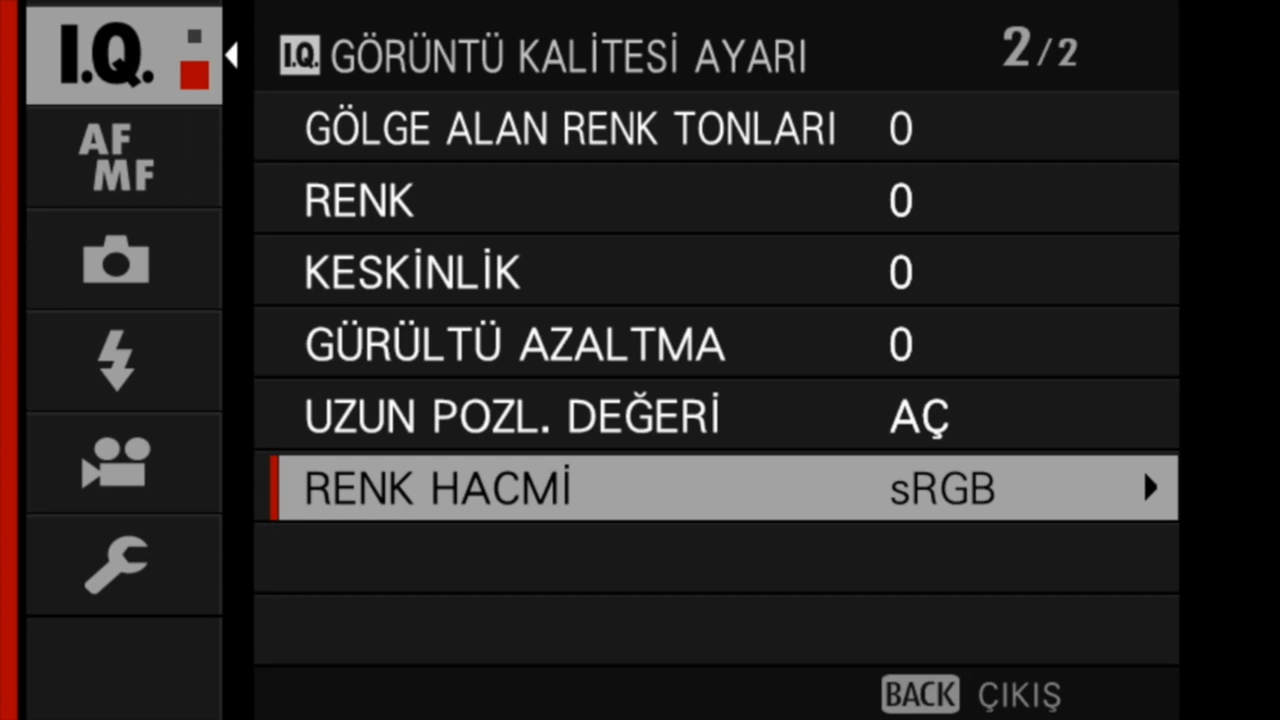 I.Q.
I.Q. GÖRÜNTÜ KALİTESİ AYARI 2/2
AF
MF
GÖLGE ALAN RENK TONLARI 0
RENK 0
KESKİNLİK 0
GÜRÜLTÜ AZALTMA 0
UZUN POZL. DEĞERİ AÇ
RENK HACMİ sRGB
BACK ÇIKIŞ